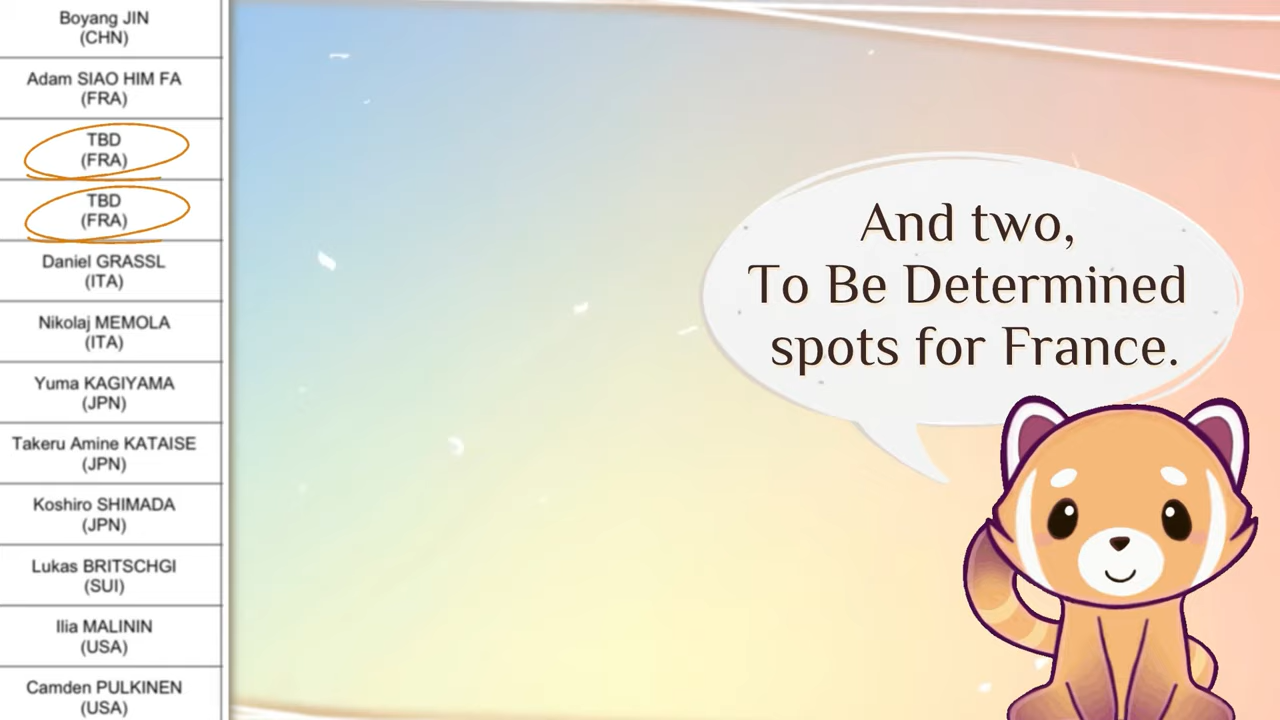 Boyang JIN
(CHN)
Adam SIAO HIM FA
(FRA)
TBD
(FRA)
TBD
(FRA)
Daniel GRASSL
(ITA)
Nikolaj MEMOLA
(ITA)
Yuma KAGIYAMA
(JPN)
Takeru Amine KATAISE
(JPN)
Koshiro SHIMADA
(JPN)
Lukas BRITSCHGI
(SUI)
Ilia MALININ
(USA)
Camden PULKINEN
(USA)
And two,
To Be Determined
spots for France.